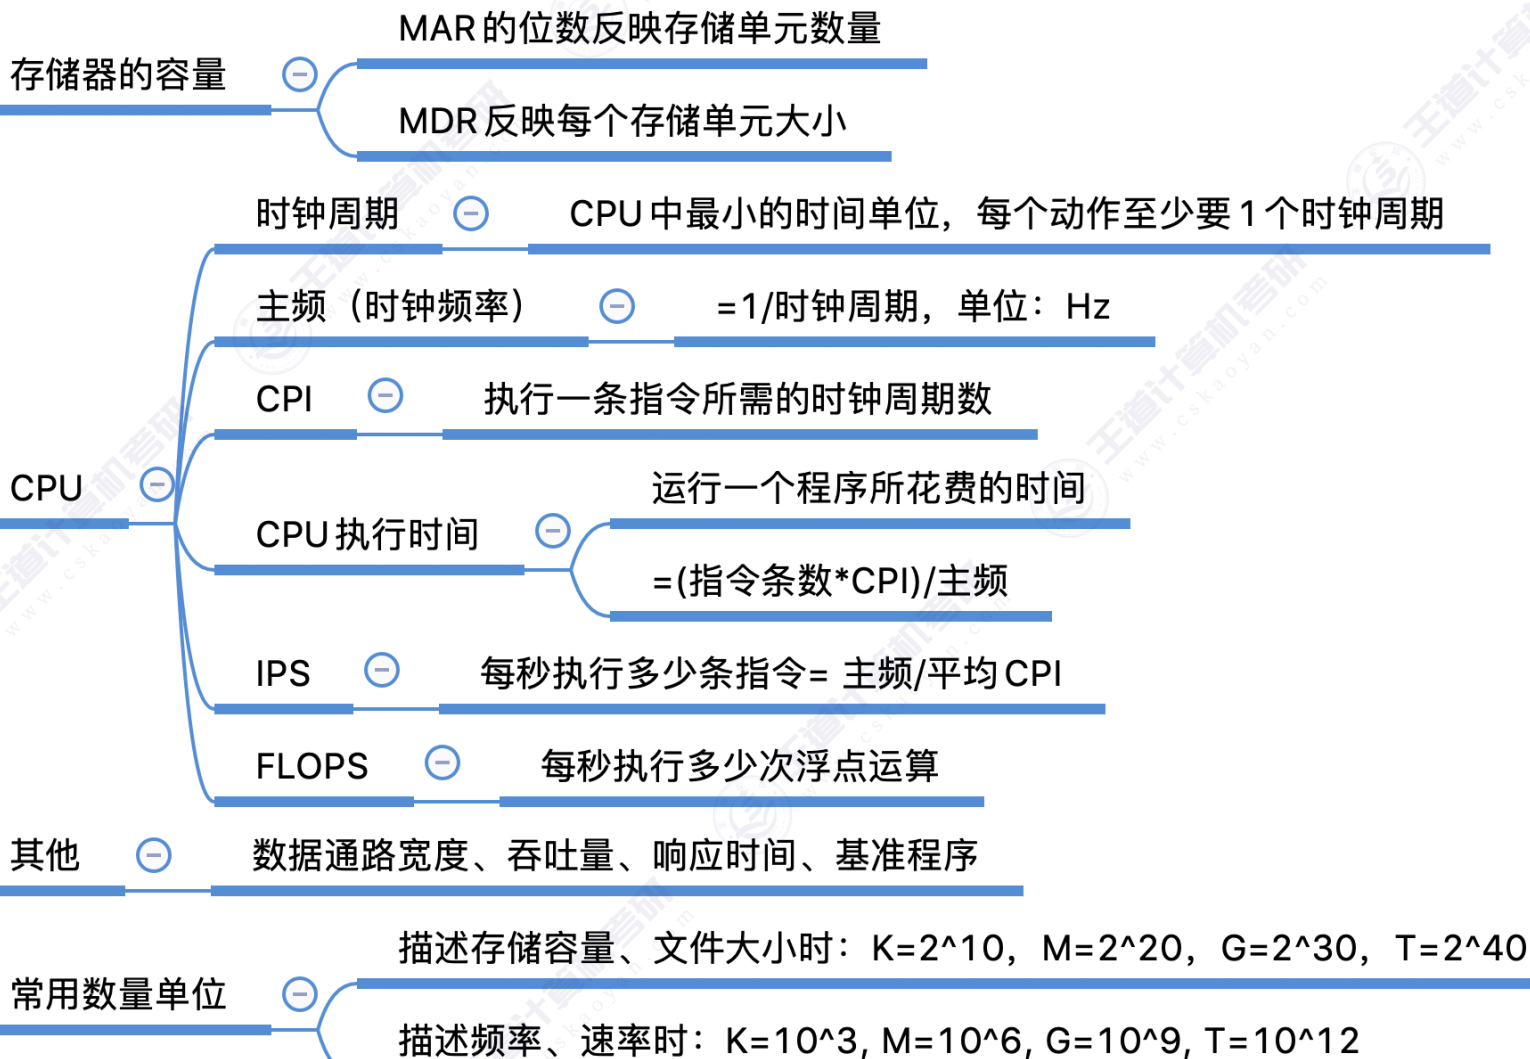 MAR的位数反映存储单元数量
存储器的容量
MDR反映每个存储单元大小
时钟周期 CPU中最小的时间单位，每个动作至少要1个时钟周期
主频（时钟频率） =1/时钟周期，单位：Hz
CPI 执行一条指令所需的时钟周期数
CPU
运行一个程序所花费的时间
CPU执行时间
=(指令条数*CPI)/主频
IPS 每秒执行多少条指令= 主频/平均CPI
FLOPS 每秒执行多少次浮点运算
其他 数据通路宽度、吞吐量、响应时间、基准程序
描述存储容量、文件大小时：K=2^10，M=2^20，G=2^30，T=2^40
常用数量单位
描述频率、速率时：K=10^3, M=10^6, G=10^9, T=10^12
王道计算机考研
www.cskaoyan.com